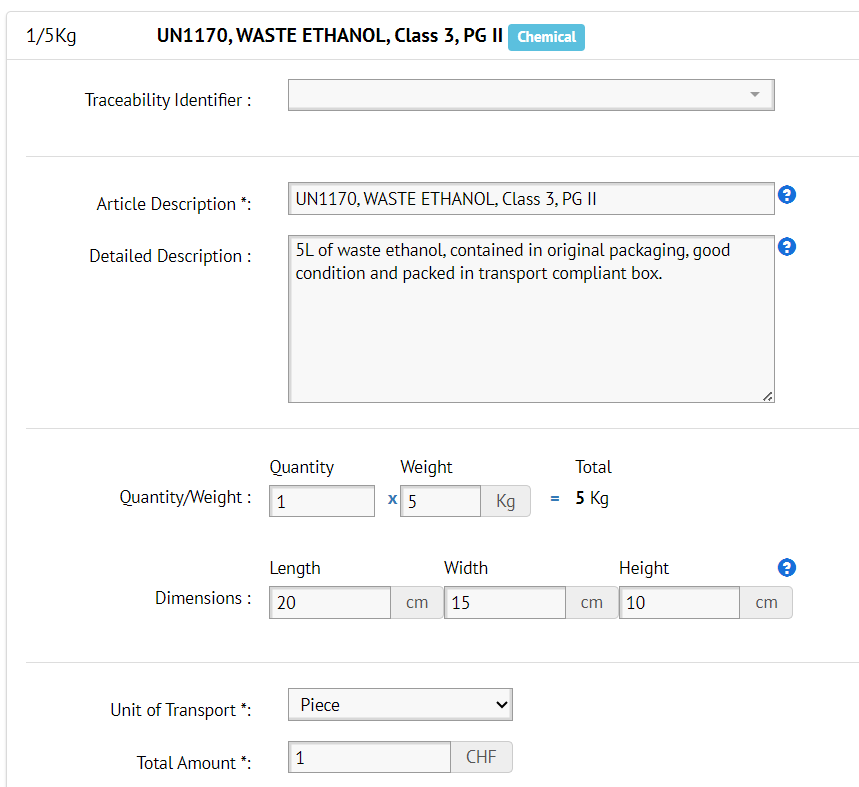 1/5Kg UN1170, WASTE ETHANOL, Class 3, PG II Chemical
Traceability Identifier :
Article Description *: UN1170, WASTE ETHANOL, Class 3, PG II ?
Detailed Description : 5L of waste ethanol, contained in original packaging, good ?
condition and packed in transport compliant box.
Quantity Weight Total
Quantity/Weight : 1 x 5 Kg = 5 Kg
Length Width Height ?
Dimensions : 20 cm 15 cm 10 cm
Unit of Transport *: Piece
Total Amount *: 1 CHF